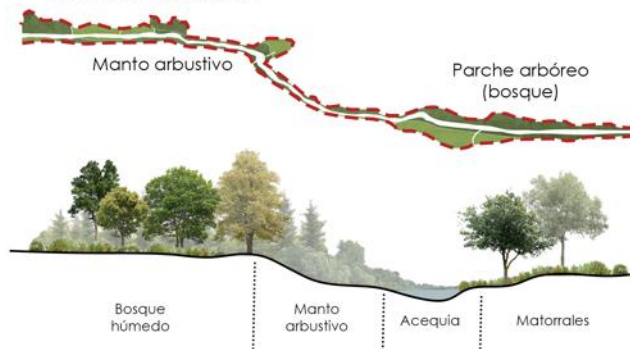 Manto arbustivo
Parche arbóreo
(bosque)
Bosque
húmedo
Manto
arbustivo
Acequia
Matorrales